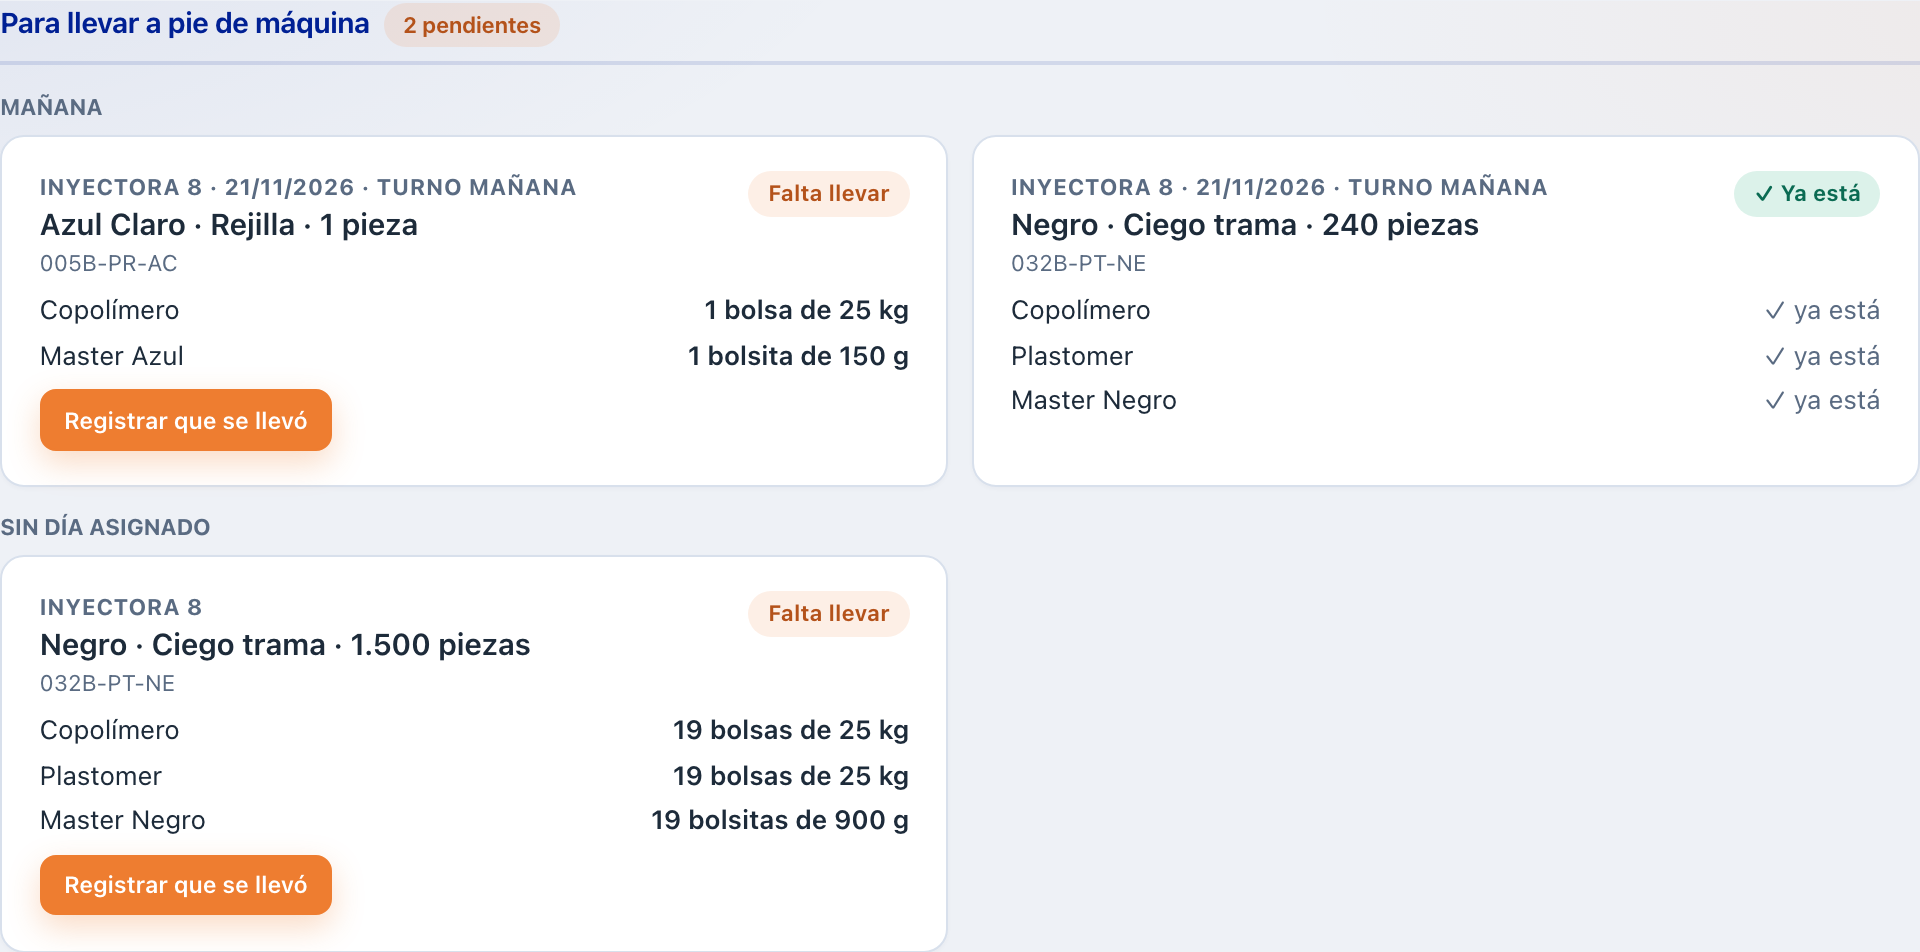 Para llevar a pie de máquina
2 pendientes
MAÑANA
INYECTORA 8 · 21/11/2026 · TURNO MAÑANA
Falta llevar
Azul Claro · Rejilla · 1 pieza
005B-PR-AC
Copolímero
1 bolsa de 25 kg
Master Azul
1 bolsita de 150 g
Registrar que se llevó
INYECTORA 8 · 21/11/2026 · TURNO MAÑANA
✓ Ya está
Negro · Ciego trama · 240 piezas
032B-PT-NE
Copolímero
✓ ya está
Plastomer
✓ ya está
Master Negro
✓ ya está
SIN DÍA ASIGNADO
INYECTORA 8
Falta llevar
Negro · Ciego trama · 1.500 piezas
032B-PT-NE
Copolímero
19 bolsas de 25 kg
Plastomer
19 bolsas de 25 kg
Master Negro
19 bolsitas de 900 g
Registrar que se llevó